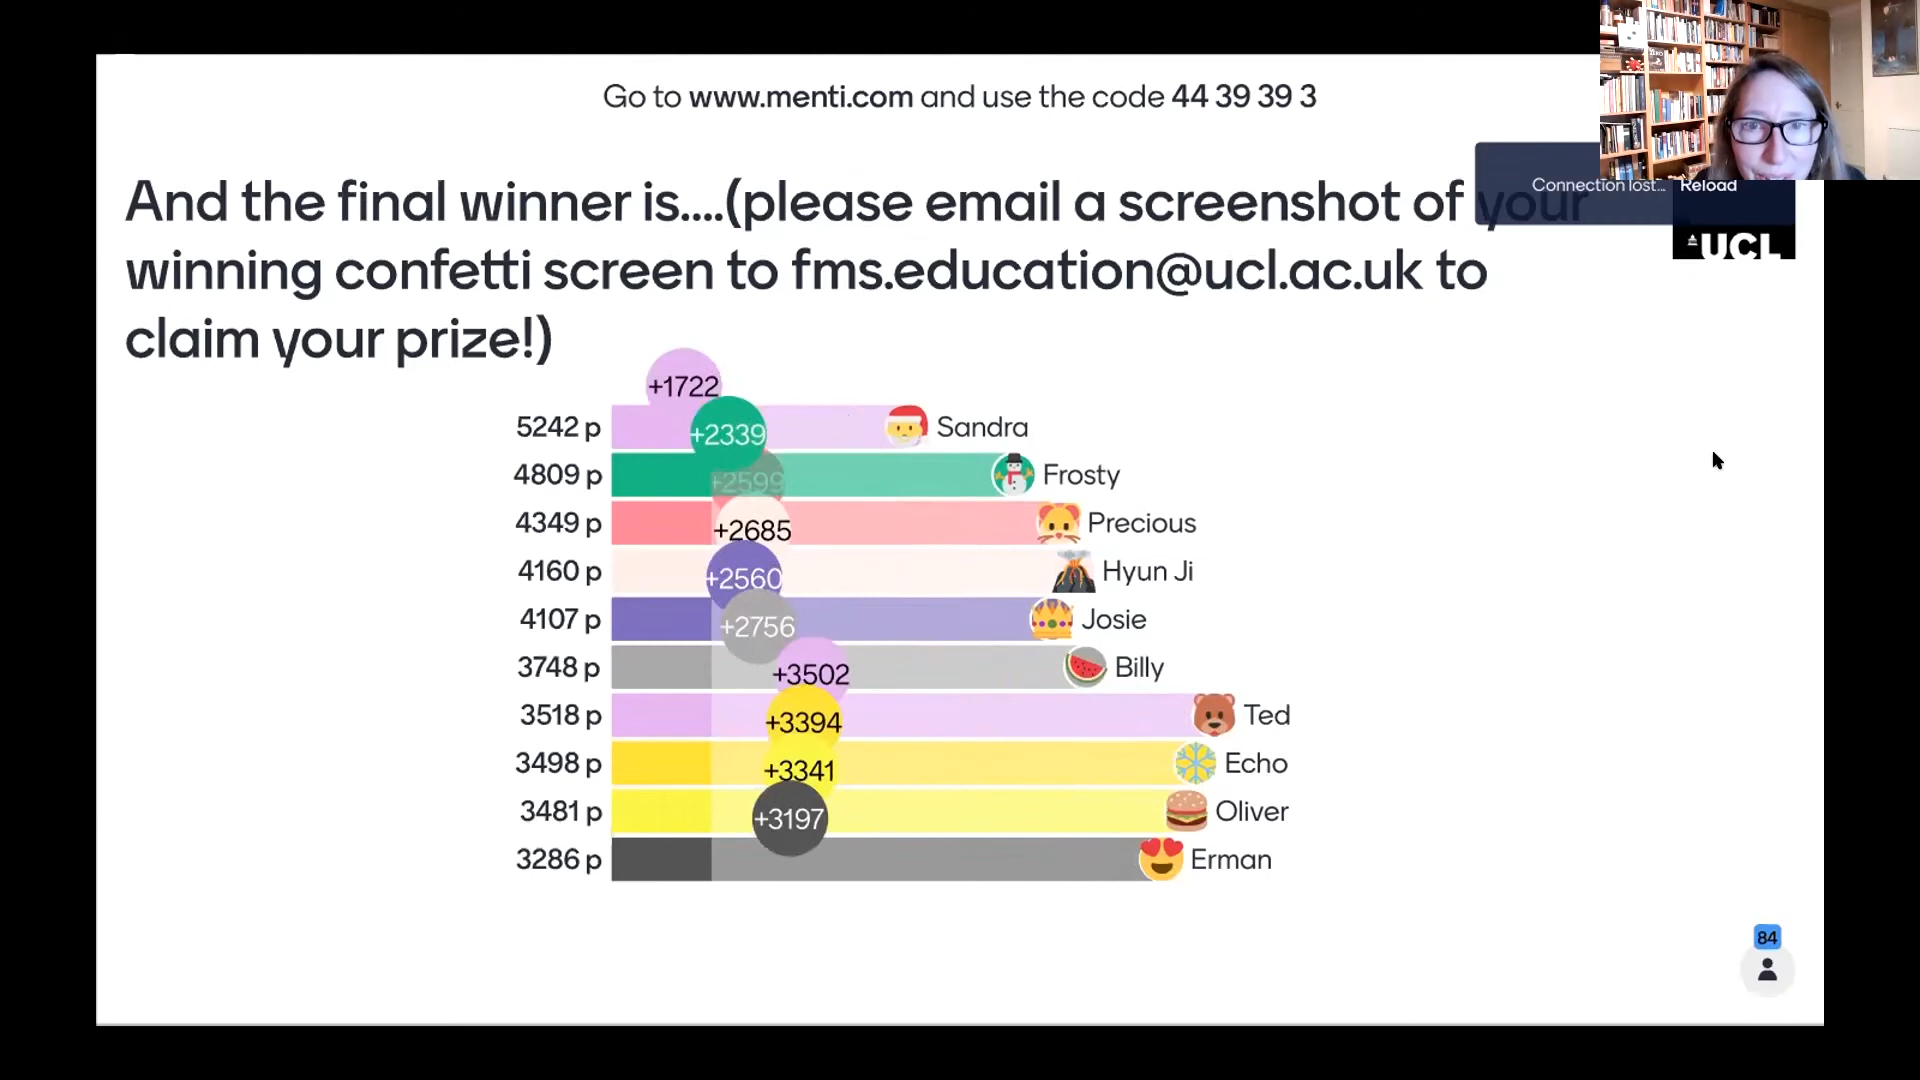 Go to www.menti.com and use the code 44 39 39 3
Connection lost... Reload
And the final winner is....(please email a screenshot of your
winning confetti screen to fms.education@ucl.ac.uk to
claim your prize!)
UCL
+1722
5242 p Sandra
+2339
4809 p Frosty
+2599
4349 p Precious
+2685
4160 p Hyun Ji
+2560
4107 p Josie
+2756
3748 p Billy
+3502
3518 p Ted
+3394
3498 p Echo
+3341
3481 p Oliver
+3197
3286 p Erman
84